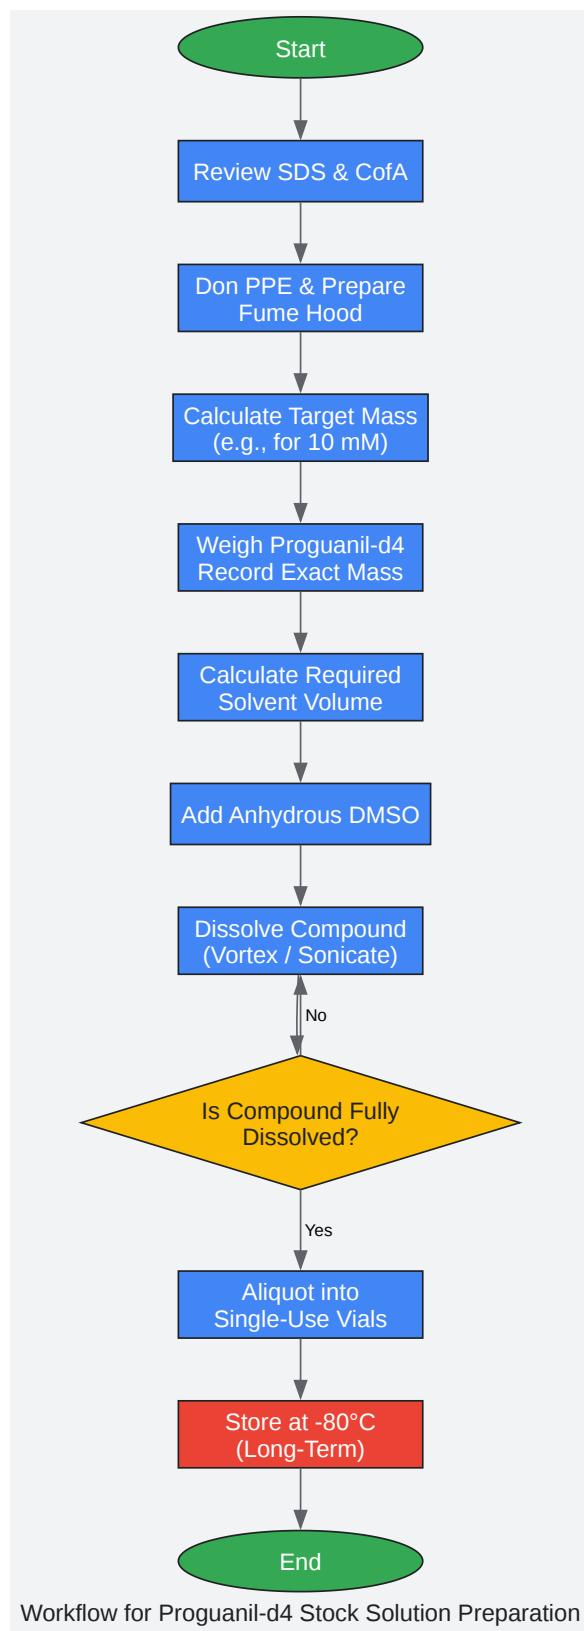 Start
Review SDS & CofA
Don PPE & Prepare
Fume Hood
Calculate Target Mass
(e.g., for 10 mM)
Weigh Proguanil-d4
Record Exact Mass
Calculate Required
Solvent Volume
Add Anhydrous DMSO
Dissolve Compound
(Vortex / Sonicate)
No
Is Compound Fully
Dissolved?
Yes
Aliquot into
Single-Use Vials
Store at -80°C
(Long-Term)
End
Workflow for Proguanil-d4 Stock Solution Preparation